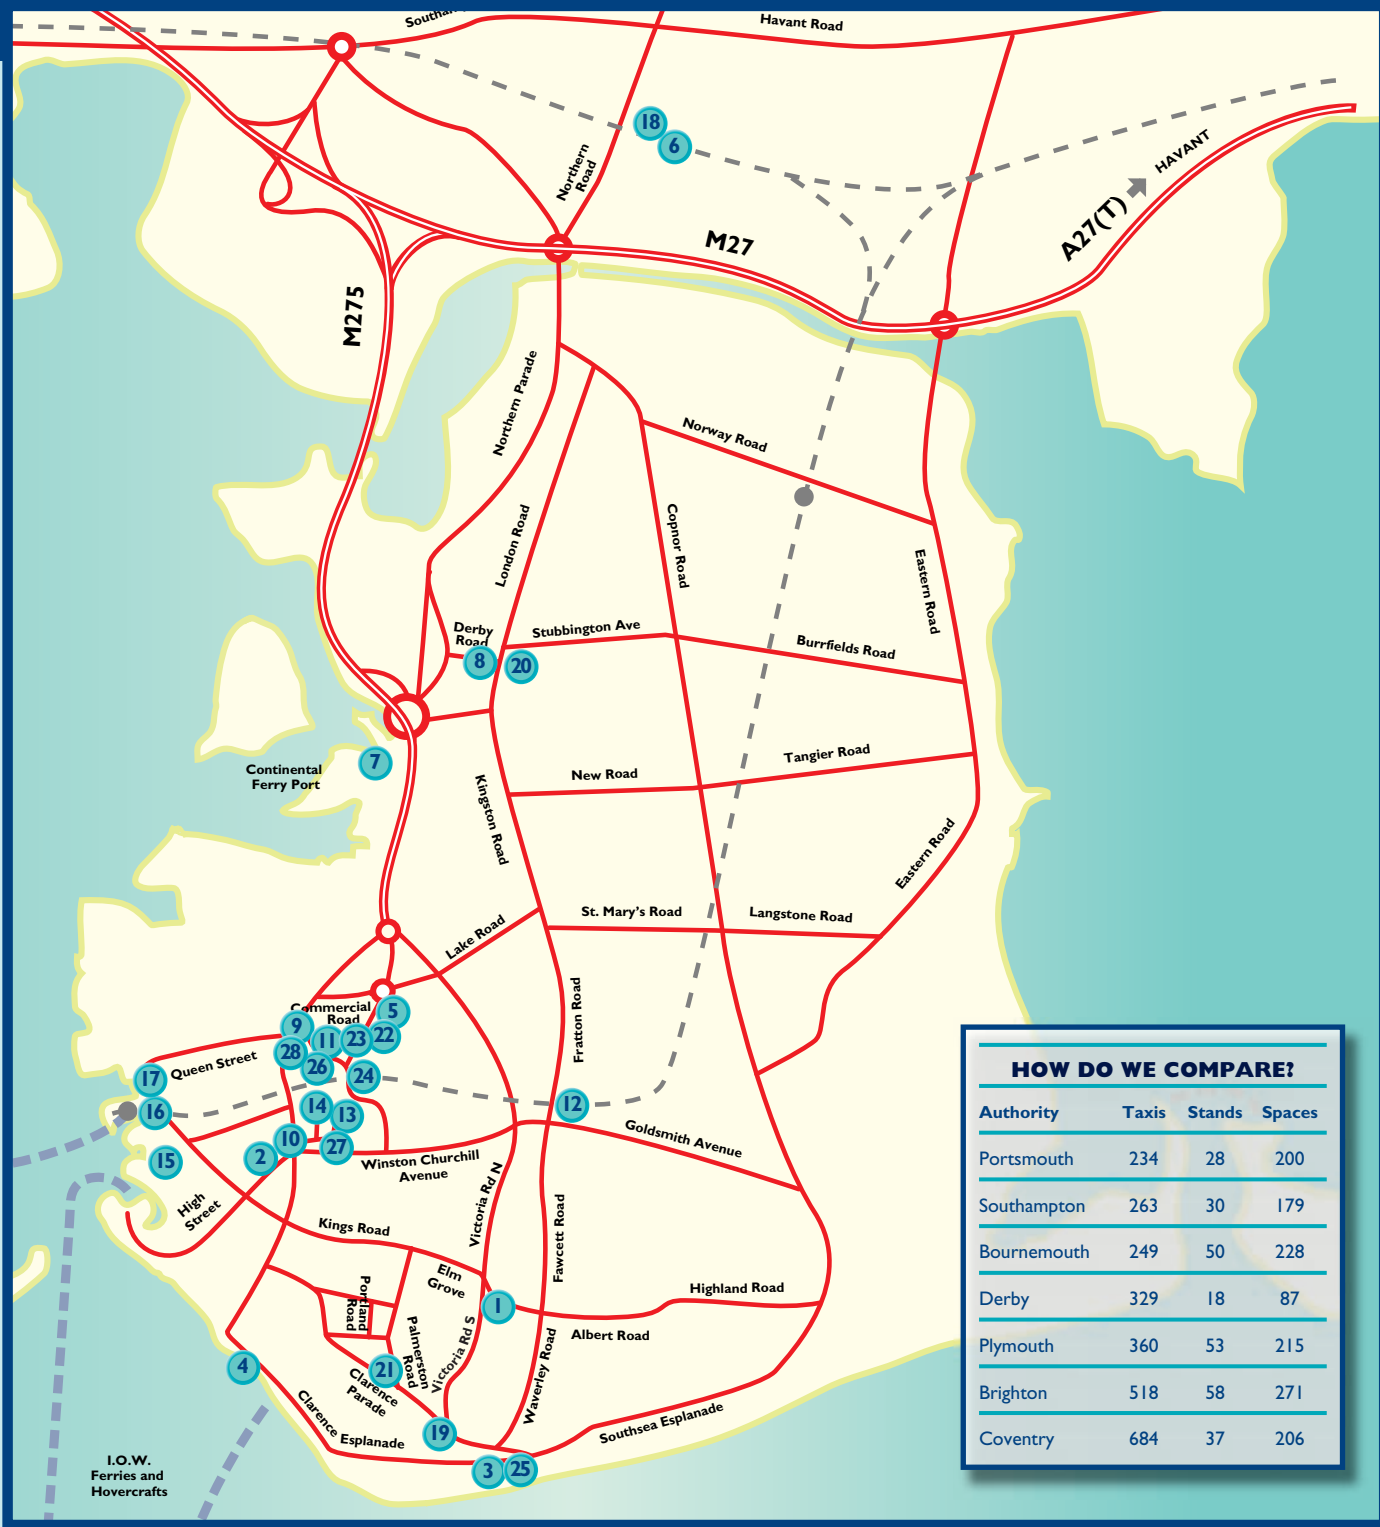 Havant Road
18
6
Northern
Road
HAVANT
A27(T)
M27
M275
Northern Parade
Norway Road
London Road
Copnor Road
Eastern Road
Derby
Road
Stubbington Ave
Burrfields Road
8
20
7
Continental
Ferry Port
New Road
Tangier Road
Kingston Road
Eastern Road
Lake Road
St. Mary's Road
Langstone Road
Fratton Road
Commercial
Road
5
9
11
23
22
28
26
24
Queen Street
17
16
14
13
12
10
27
2
15
Goldsmith Avenue
Winston Churchill
Avenue
High
Street
Victoria Rd N
Fawcett Road
Kings Road
Elm
Grove
1
Highland Road
Albert Road
Portland
Road
Palmerston
Road
Victoria Rd S
Waverley Road
4
21
Clarence
Parade
Clarence
Esplanade
19
Southsea Esplanade
3
25
I.O.W.
Ferries and
Hovercrafts
HOW DO WE COMPARE?
Authority Taxis Stands Spaces
Portsmouth 234 28 200
Southampton 263 30 179
Bournemouth 249 50 228
Derby 329 18 87
Plymouth 360 53 215
Brighton 518 58 271
Coventry 684 37 206